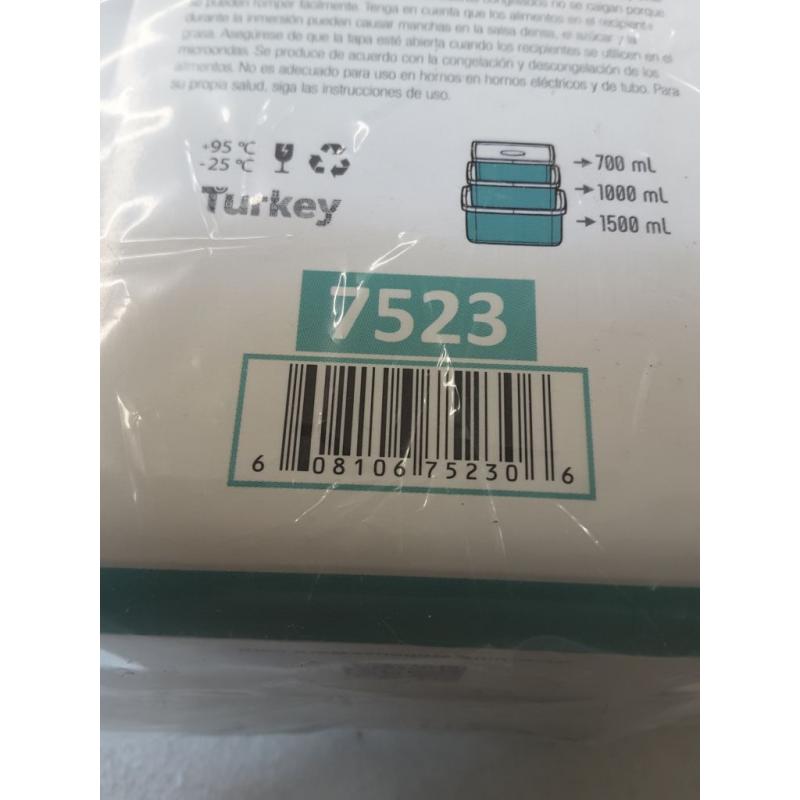 se pueden romper fácilmente. Tenga en cuenta que los alimentos en el recipient
durante la inmersión pueden causar manchas en la salsa densa, el azúcar y la
grasa. Asegúrese de que la tapa esté abierta cuando los recipientes se utilicen en el
microondas. Se produce de acuerdo con la congelación y descongelación de los
alimentos. No es adecuado para uso en hornos en hornos eléctricos y de tubo. Para
su propia salud, siga las instrucciones de uso.
+95 °C
-25 °C
Turkey
700 mL
1000 mL
1500 mL
7523
6 08106 75230 6